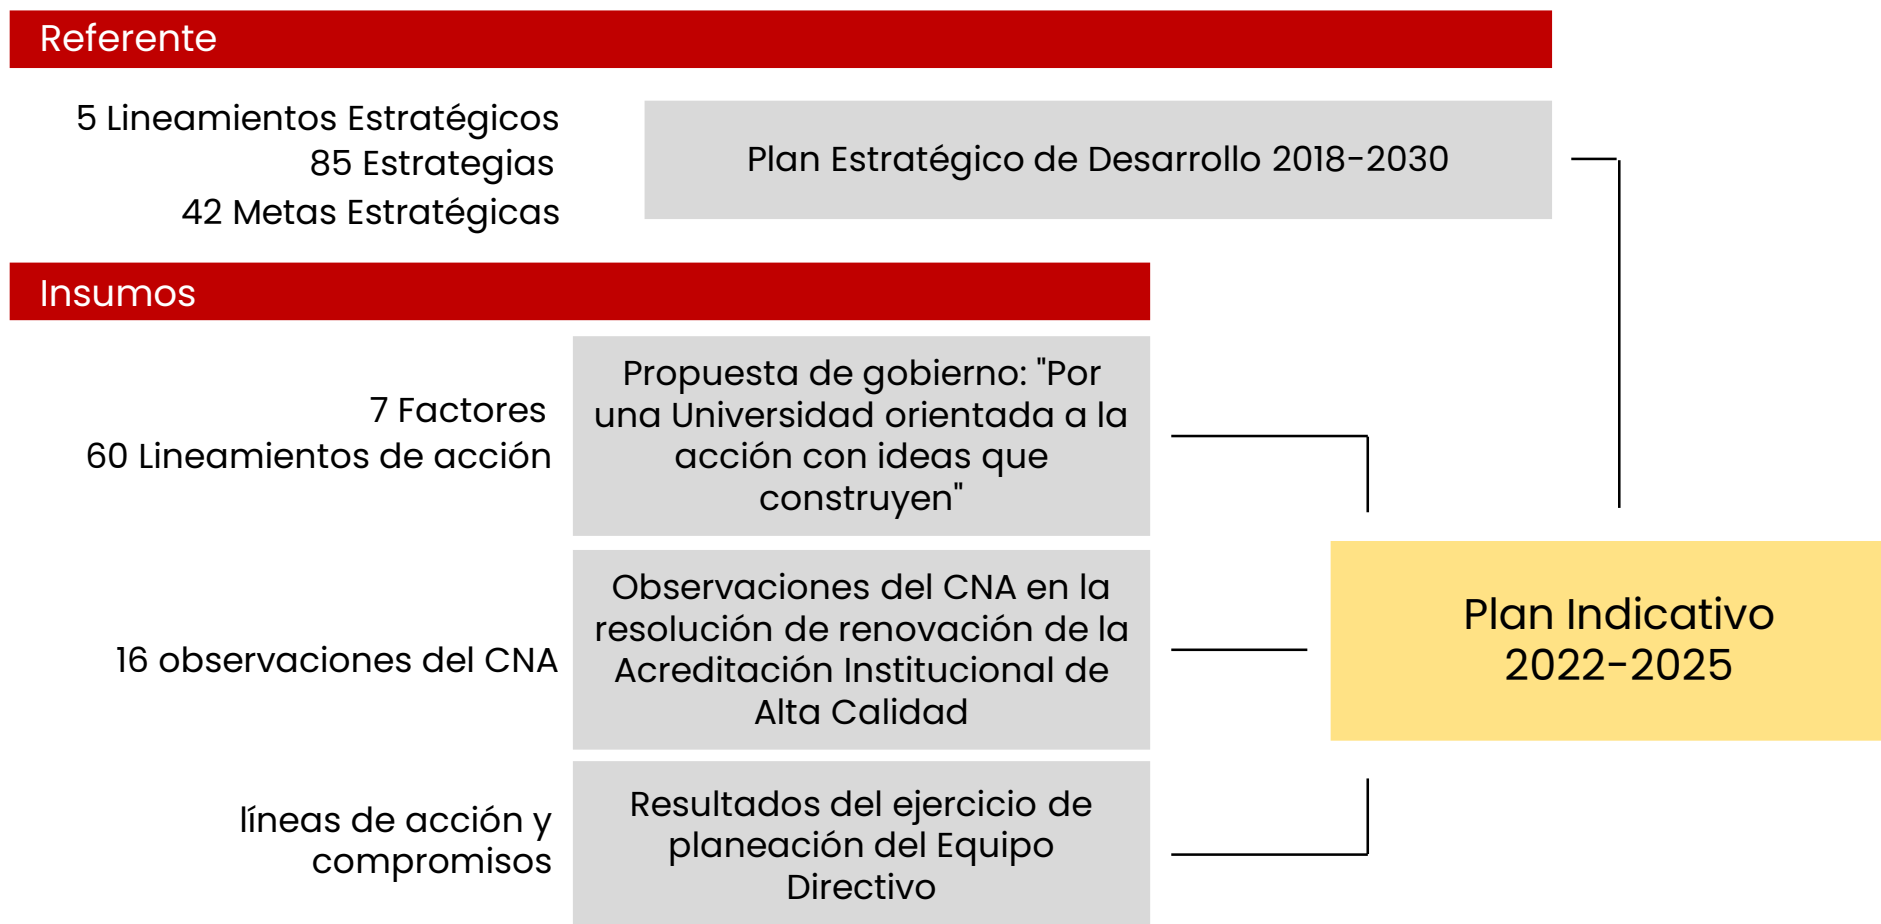 Referente
5 Lineamientos Estratégicos
85 Estrategias
42 Metas Estratégicas
Plan Estratégico de Desarrollo 2018-2030
Insumos
7 Factores
60 Lineamientos de acción
Propuesta de gobierno: "Por
una Universidad orientada a la
acción con ideas que
construyen"
16 observaciones del CNA
Observaciones del CNA en la
resolución de renovación de la
Acreditación Institucional de
Alta Calidad
líneas de acción y
compromisos
Resultados del ejercicio de
planeación del Equipo
Directivo
Plan Indicativo
2022-2025